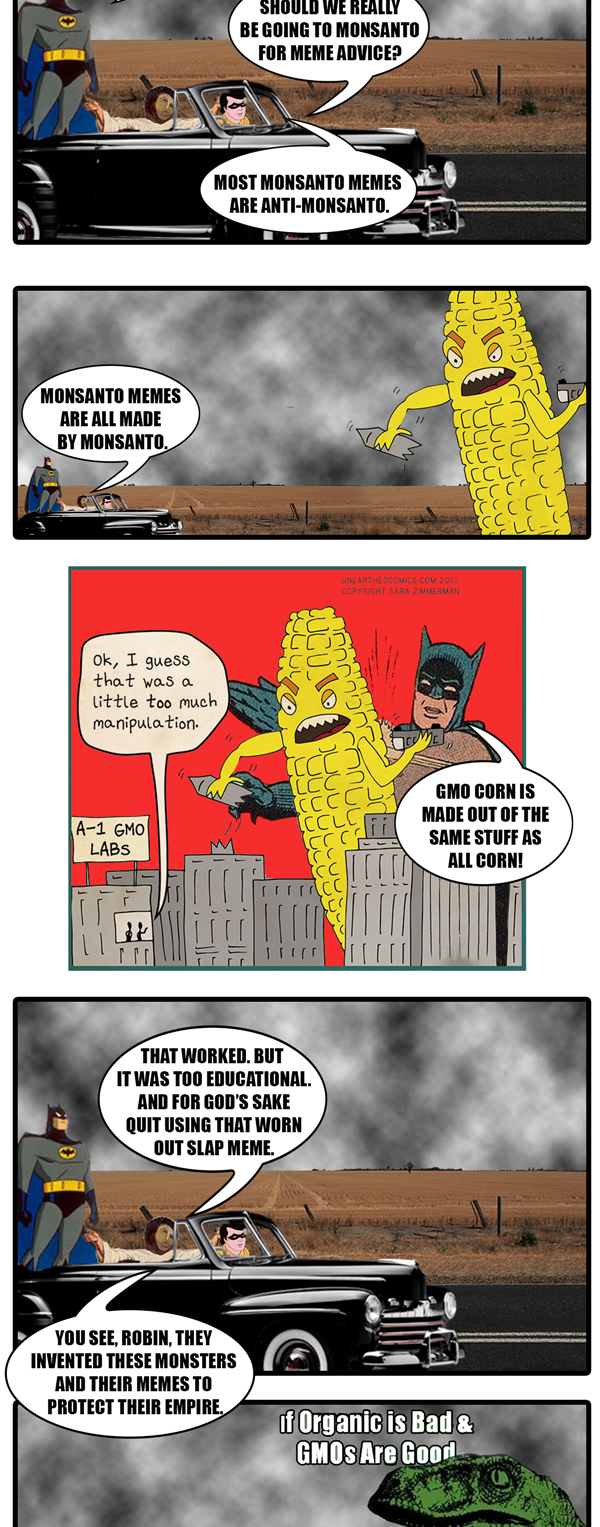 SHOULD WE REALLY
BE GOING TO MONSANTO
FOR MEME ADVICE?
MOST MONSANTO MEMES
ARE ANTI-MONSANTO.
MONSANTO MEMES
ARE ALL MADE
BY MONSANTO.
UNEARTHEDCOMICS.COM
COPYRIGHT SARA ZIMMERMAN
Ok, I guess
that was a
little too much
manipulation.
A-1 GMO
LABS
GMO CORN IS
MADE OUT OF THE
SAME STUFF AS
ALL CORN!
THAT WORKED. BUT
IT WAS TOO EDUCATIONAL.
AND FOR GOD'S SAKE
QUIT USING THAT WORN
OUT SLAP MEME.
YOU SEE, ROBIN, THEY
INVENTED THESE MONSTERS
AND THEIR MEMES TO
PROTECT THEIR EMPIRE.
If Organic is Bad &
GMOs Are Good